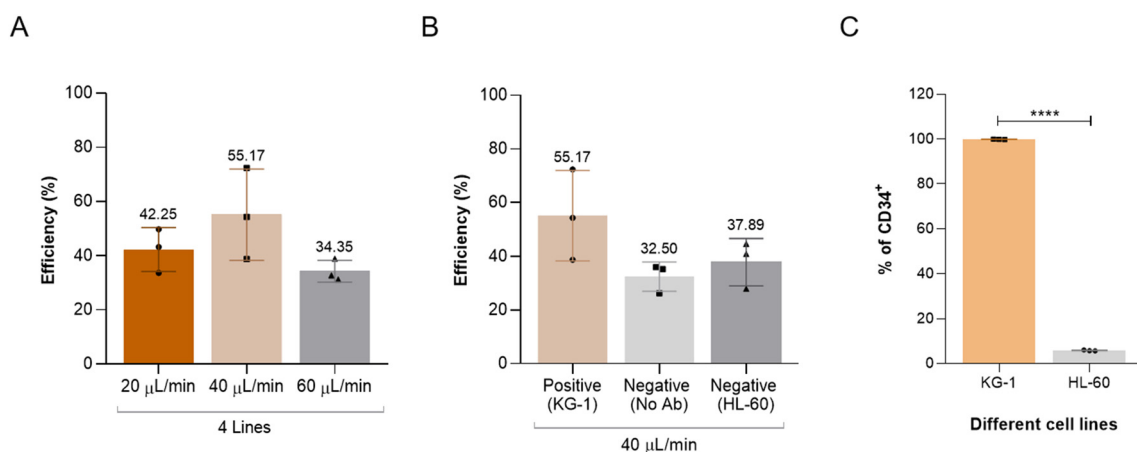 A
Efficiency (%)
100
80
60
40
20
0
42.25
55.17
34.35
20 μL/min
40 μL/min
60 μL/min
4 Lines
B
Efficiency (%)
100
80
60
40
20
0
55.17
32.50
37.89
Positive
(KG-1)
Negative
(No Ab)
Negative
(HL-60)
40 μL/min
C
% of CD34⁺
120
100
80
60
40
20
0
****
KG-1
HL-60
Different cell lines